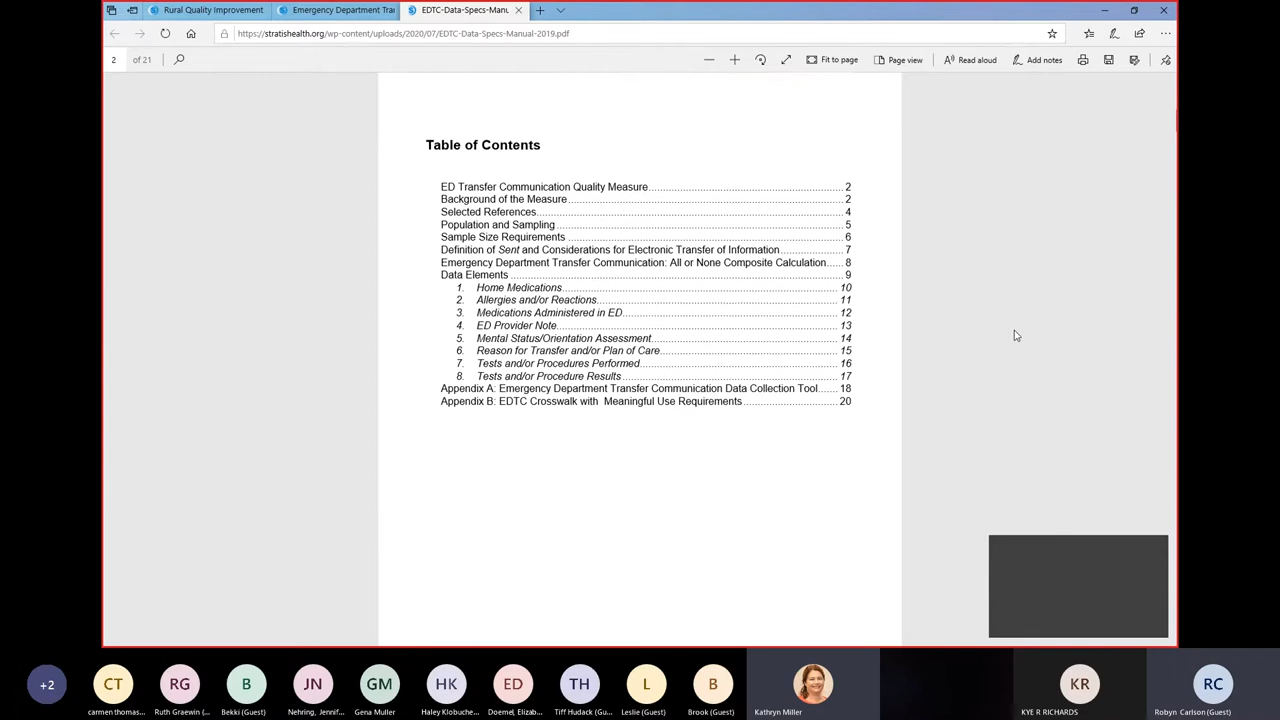 Rural Quality Improvement
Emergency Department Tra
EDTC-Data-Specs-Manu
https://stratishealth.org/wp-content/uploads/2020/07/EDTC-Data-Specs-Manual-2019.pdf
2 of 21
Fit to page
Page view
Read aloud
Add notes
Table of Contents
ED Transfer Communication Quality Measure 2
Background of the Measure 2
Selected References 4
Population and Sampling 5
Sample Size Requirements 6
Definition of Sent and Considerations for Electronic Transfer of Information 7
Emergency Department Transfer Communication: All or None Composite Calculation 8
Data Elements 9
1. Home Medications 10
2. Allergies and/or Reactions 11
3. Medications Administered in ED 12
4. ED Provider Note 13
5. Mental Status/Orientation Assessment 14
6. Reason for Transfer and/or Plan of Care 15
7. Tests and/or Procedures Performed 16
8. Tests and/or Procedure Results 17
Appendix A: Emergency Department Transfer Communication Data Collection Tool 18
Appendix B: EDTC Crosswalk with Meaningful Use Requirements 20
+2
CT
RG
B
JN
GM
HK
ED
TH
L
B
KR
RC
carmen thomas...
Ruth Graewin (...
Bekki (Guest)
Nehring, Jennif...
Gena Muller
Haley Klobuche...
Doemel, Elizab...
Tiff Hudack (Gu...
Leslie (Guest)
Brook (Guest)
Kathryn Miller
KYE R RICHARDS
Robyn Carlson (Guest)